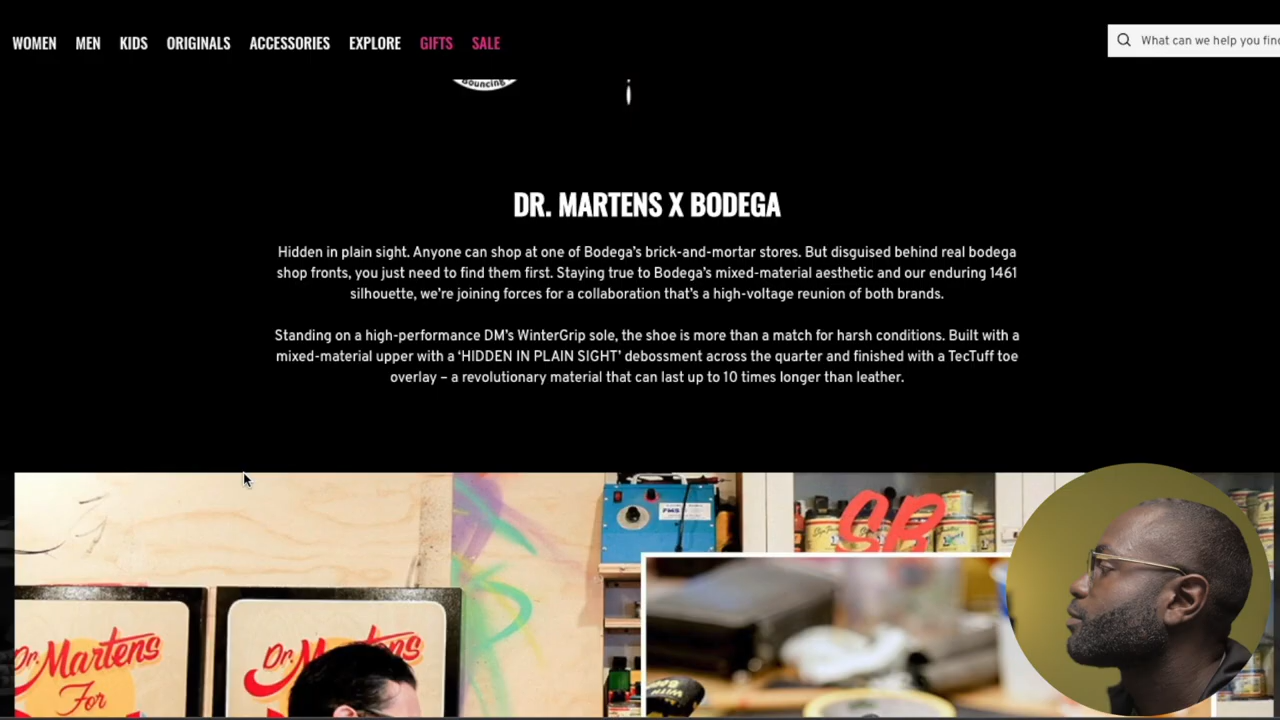 WOMEN MEN KIDS ORIGINALS ACCESSORIES EXPLORE GIFTS SALE
What can we help you find
Bouncing
DR. MARTENS X BODEGA
Hidden in plain sight. Anyone can shop at one of Bodega’s brick-and-mortar stores. But disguised behind real bodega
shop fronts, you just need to find them first. Staying true to Bodega’s mixed-material aesthetic and our enduring 1461
silhouette, we’re joining forces for a collaboration that’s a high-voltage reunion of both brands.
Standing on a high-performance DM’s WinterGrip sole, the shoe is more than a match for harsh conditions. Built with a
mixed-material upper with a ‘HIDDEN IN PLAIN SIGHT’ debossment across the quarter and finished with a TecTuff toe
overlay – a revolutionary material that can last up to 10 times longer than leather.
SB
Dr. Martens
For
Dr. Martens
WITH